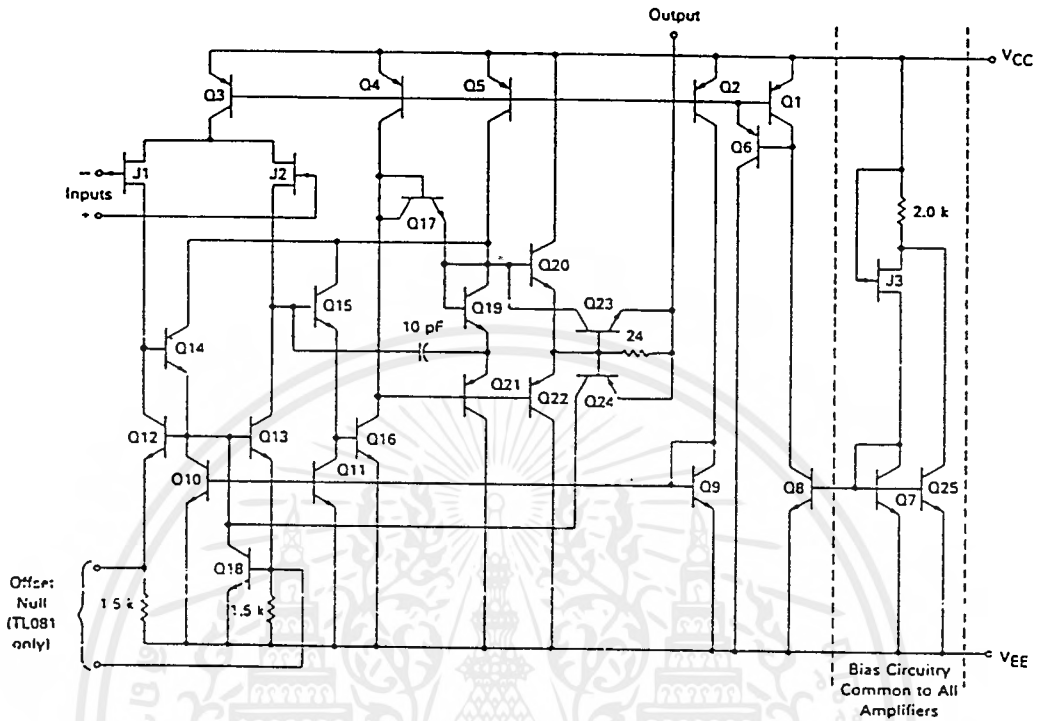 Output
VCC
Q3
Q4
Q5
Q2
Q1
Q6
−
J1
J2
Inputs
+
2.0 k
Q17
J3
Q20
Q15
Q19
Q23
10 pF
24
Q14
Q21
Q22
Q24
Q12
Q13
Q16
Q10
Q11
Q9
Q8
Q7
Q25
Q18
Offset
Null
(TL081
only)
1.5 k
1.5 k
VEE
Bias Circuitry
Common to All
Amplifiers